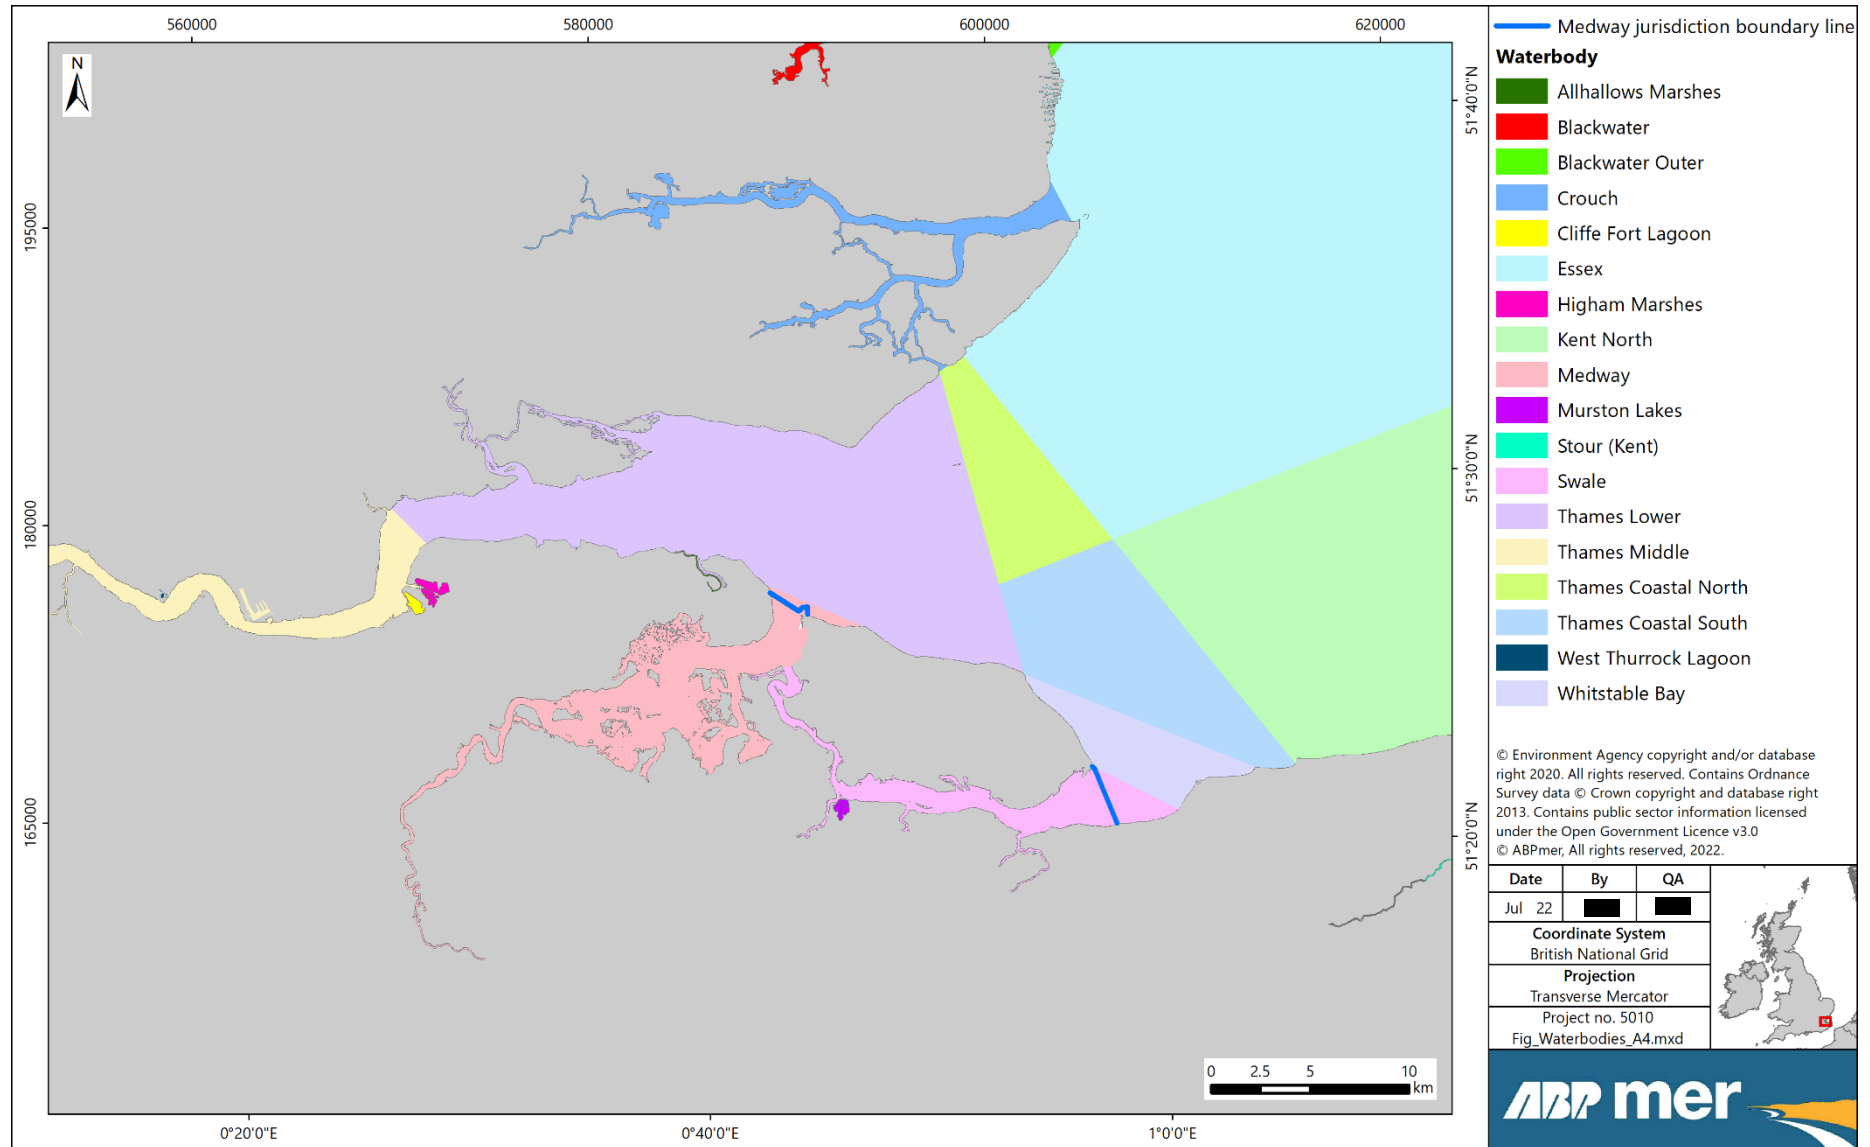 560000
580000
600000
620000
N
195000
180000
165000
51°40'0"N
51°30'0"N
51°20'0"N
0°20'0"E
0°40'0"E
1°0'0"E
0 2.5 5 10
km
Medway jurisdiction boundary line
Waterbody
Allhallows Marshes
Blackwater
Blackwater Outer
Crouch
Cliffe Fort Lagoon
Essex
Higham Marshes
Kent North
Medway
Murston Lakes
Stour (Kent)
Swale
Thames Lower
Thames Middle
Thames Coastal North
Thames Coastal South
West Thurrock Lagoon
Whitstable Bay
© Environment Agency copyright and/or database
right 2020. All rights reserved. Contains Ordnance
Survey data © Crown copyright and database right
2013. Contains public sector information licensed
under the Open Government Licence v3.0
© ABPmer, All rights reserved, 2022.
Date By QA
Jul 22
Coordinate System
British National Grid
Projection
Transverse Mercator
Project no. 5010
Fig_Waterbodies_A4.mxd
ABP mer